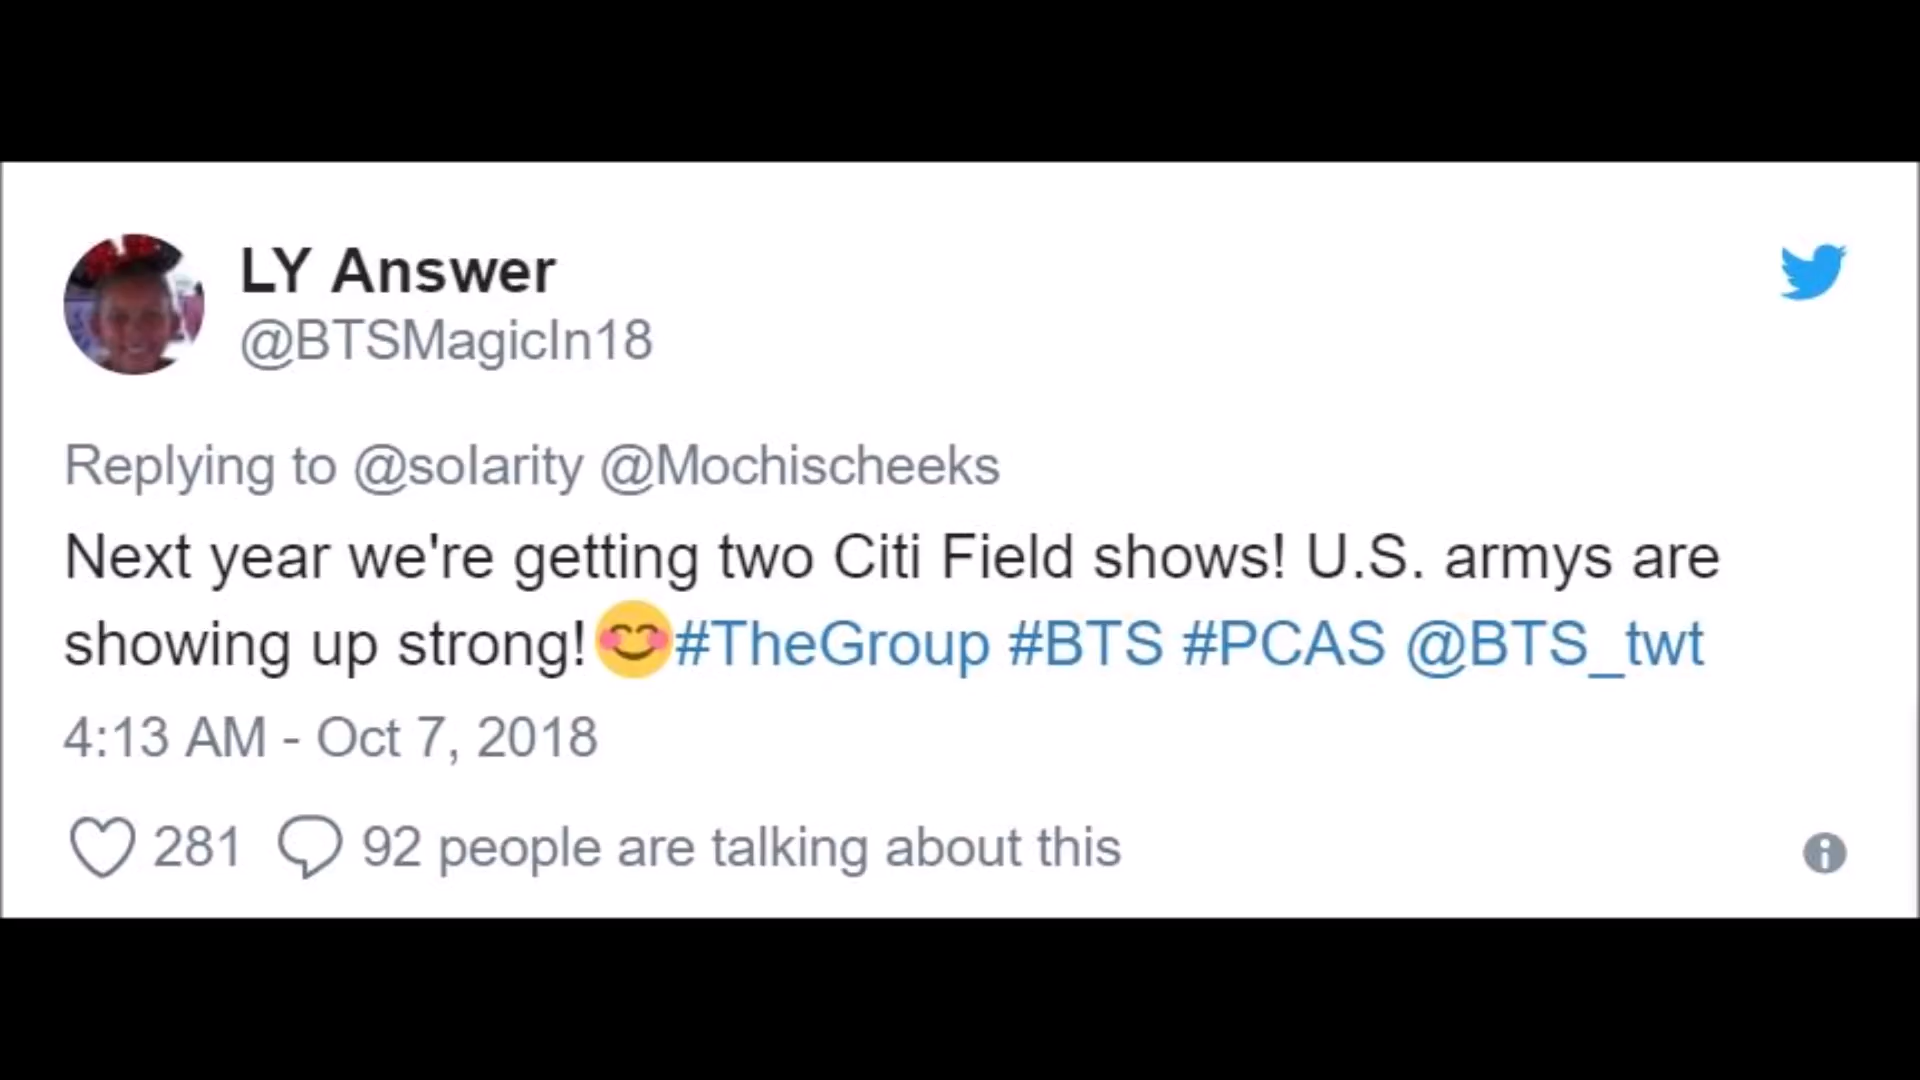 LY Answer
@BTSMagicIn18
Replying to @solarity @Mochischeeks
Next year we're getting two Citi Field shows! U.S. armys are
showing up strong!😊#TheGroup #BTS #PCAS @BTS_twt
4:13 AM - Oct 7, 2018
281 92 people are talking about this